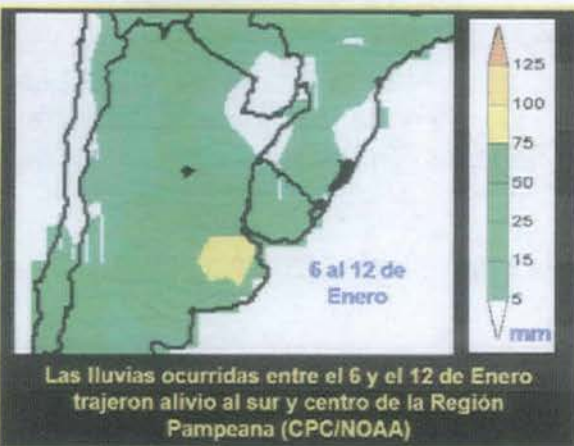 125
100
75
50
25
15
5
mm
6 al 12 de
Enero
Las lluvias ocurridas entre el 6 y el 12 de Enero
trajeron alivio al sur y centro de la Región
Pampeana (CPC/NOAA)